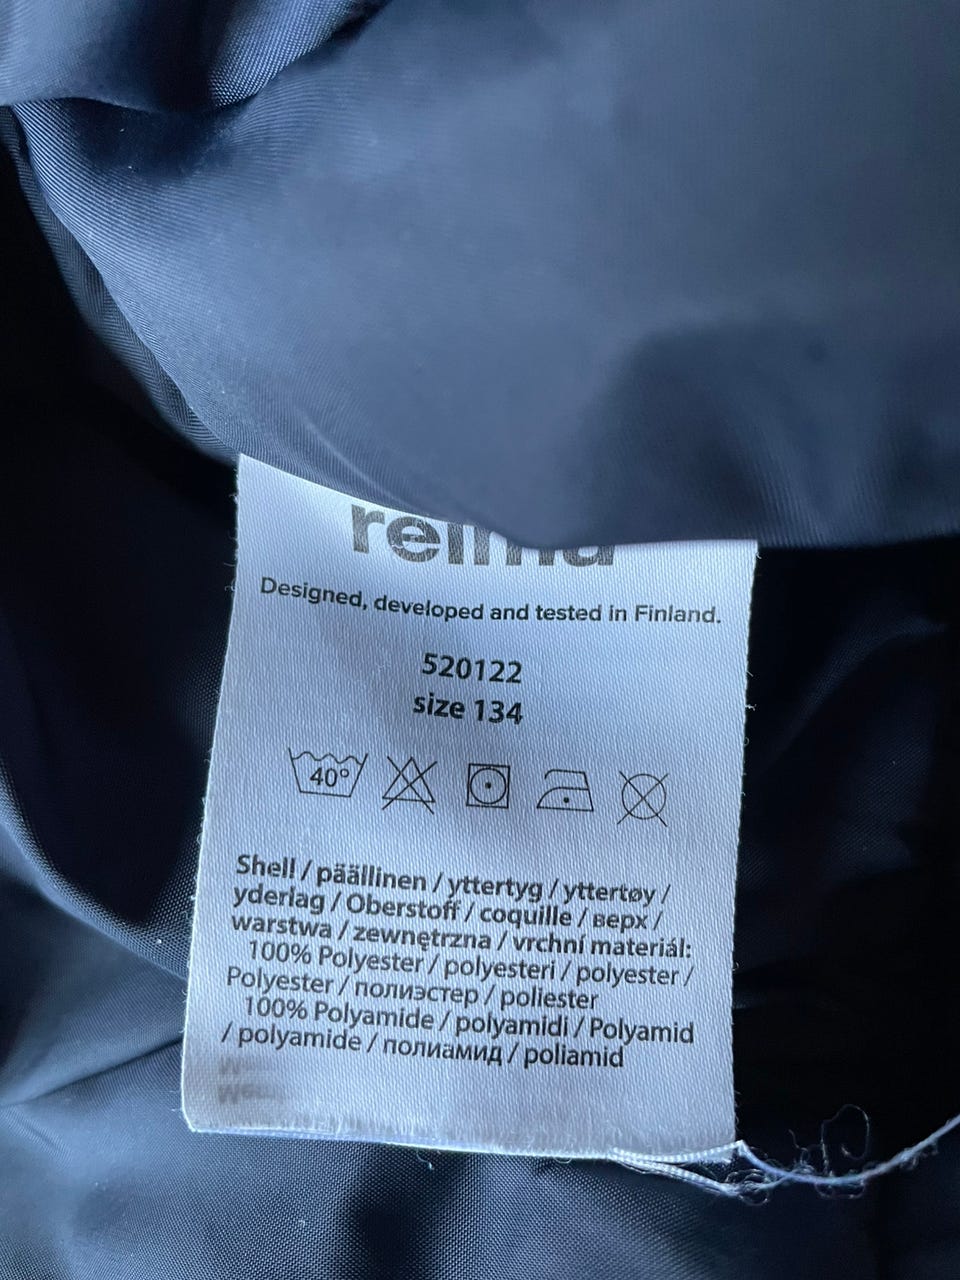 reima
Designed, developed and tested in Finland.
520122
size 134
40°
Shell / päällinen / yttertyg / yttertøy /
yderlag / Oberstoff / coquille / верх /
warstwa / zewnętrzna / vrchní materiál:
100% Polyester / polyesteri / polyester /
Polyester / полиэстер / poliester
100% Polyamide / polyamidi / Polyamid
/ polyamide / полиамид / poliamid